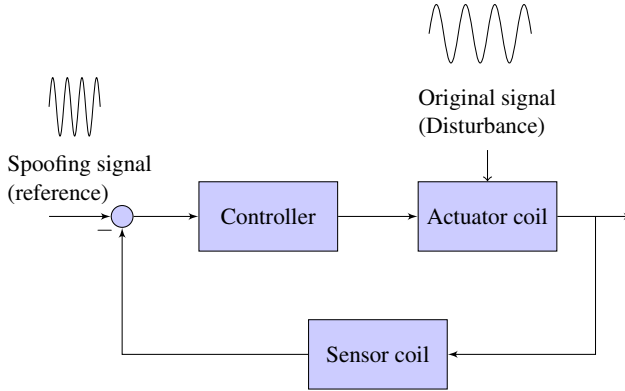 Original signal
(Disturbance)
Spoofing signal
(reference)
Controller
Actuator coil
−
Sensor coil